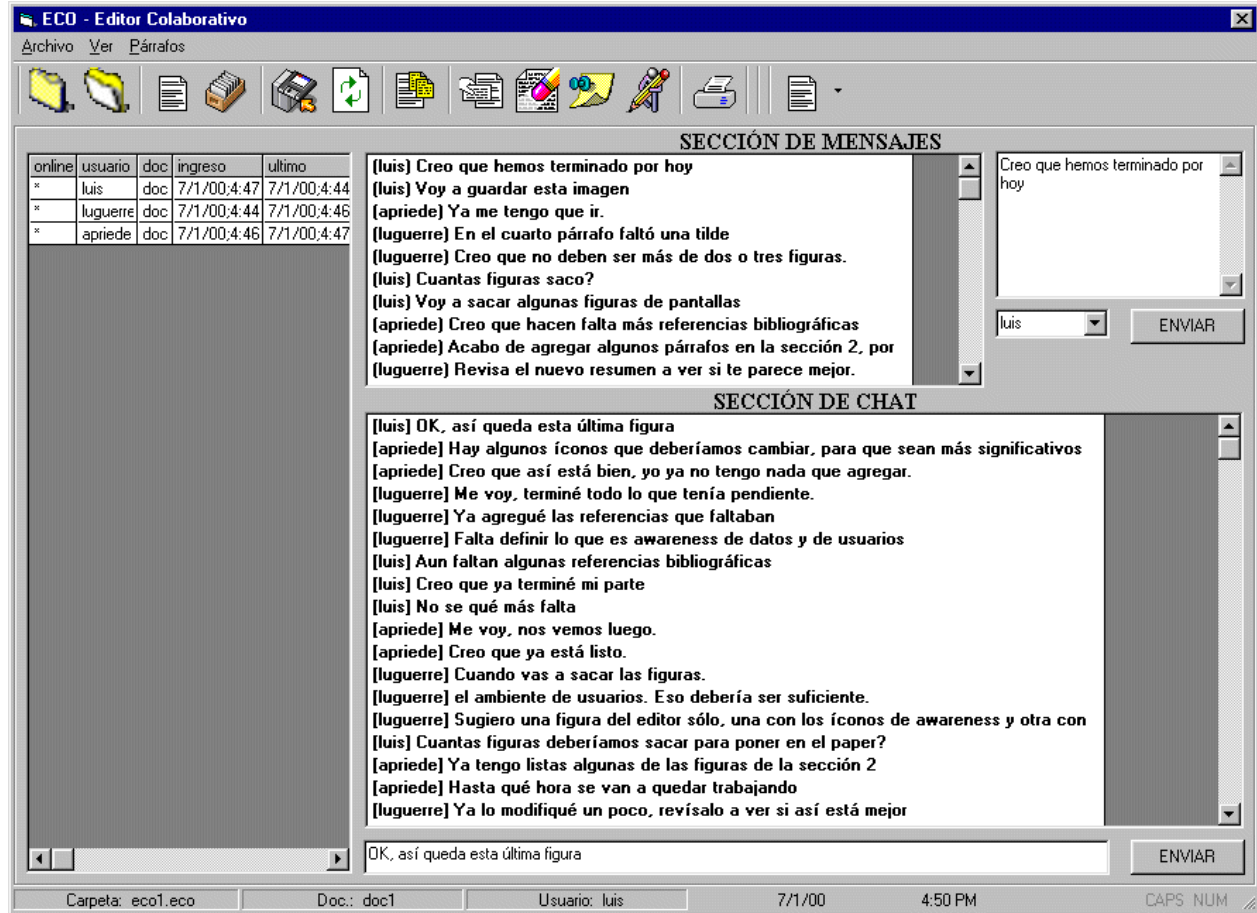 ECO - Editor Colaborativo
Archivo Ver Párrafos
SECCIÓN DE MENSAJES
online usuario doc ingreso ultimo
* luis doc 7/1/00;4:47 7/1/00;4:44
* luguerre doc 7/1/00;4:44 7/1/00;4:46
* apriede doc 7/1/00;4:46 7/1/00;4:47
(luis) Creo que hemos terminado por hoy
(luis) Voy a guardar esta imagen
(apriede) Ya me tengo que ir.
(luguerre) En el cuarto párrafo faltó una tilde
(luguerre) Creo que no deben ser más de dos o tres figuras.
(luis) Cuantas figuras saco?
(luis) Voy a sacar algunas figuras de pantallas
(apriede) Creo que hacen falta más referencias bibliográficas
(apriede) Acabo de agregar algunos párrafos en la sección 2, por
(luguerre) Revisa el nuevo resumen a ver si te parece mejor.
Creo que hemos terminado por
hoy
luis
ENVIAR
SECCIÓN DE CHAT
[luis] OK, así queda esta última figura
[apriede] Hay algunos íconos que deberíamos cambiar, para que sean más significativos
[apriede] Creo que así está bien, yo ya no tengo nada que agregar.
[luguerre] Me voy, terminé todo lo que tenía pendiente.
[luguerre] Ya agregué las referencias que faltaban
[luguerre] Falta definir lo que es awareness de datos y de usuarios
[luis] Aun faltan algunas referencias bibliográficas
[luis] Creo que ya terminé mi parte
[luis] No se qué más falta
[apriede] Me voy, nos vemos luego.
[apriede] Creo que ya está listo.
[luguerre] Cuando vas a sacar las figuras.
[luguerre] el ambiente de usuarios. Eso debería ser suficiente.
[luguerre] Sugiero una figura del editor sólo, una con los íconos de awareness y otra con
[luis] Cuantas figuras deberíamos sacar para poner en el paper?
[apriede] Ya tengo listas algunas de las figuras de la sección 2
[apriede] Hasta qué hora se van a quedar trabajando
[luguerre] Ya lo modifiqué un poco, revísalo a ver si así está mejor
OK, así queda esta última figura
ENVIAR
Carpeta: eco1.eco Doc.: doc1 Usuario: luis 7/1/00 4:50 PM CAPS NUM